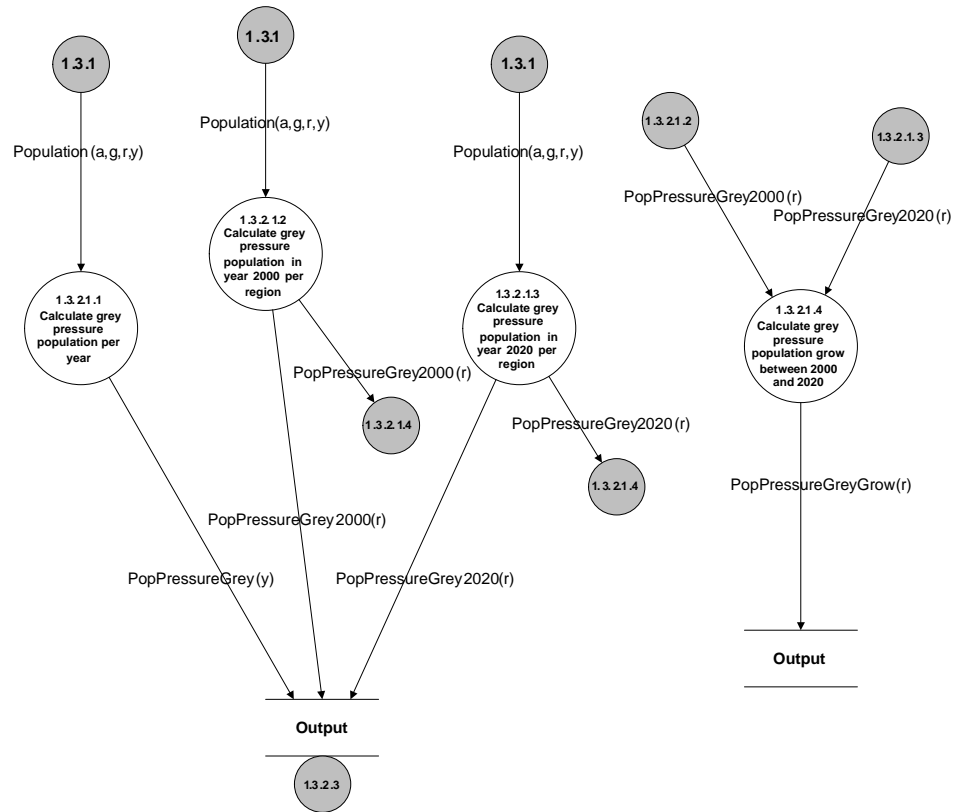 1.3.1
1.3.1
1.3.1
1.3.2.1.2
1.3.2.1.3
Population(a,g,r,y)
Population(a,g,r,y)
Population(a,g,r,y)
PopPressureGrey2000(r)
PopPressureGrey2020(r)
1.3.2.1.1
Calculate grey
pressure
population per
year
1.3.2.1.2
Calculate grey
pressure
population in
year 2000 per
region
1.3.2.1.3
Calculate grey
pressure
population in
year 2020 per
region
1.3.2.1.4
Calculate grey
pressure
population grow
between 2000
and 2020
PopPressureGrey2000(r)
1.3.2.1.4
PopPressureGrey2020(r)
1.3.2.1.4
PopPressureGreyGrow(r)
PopPressureGrey2000(r)
PopPressureGrey(y)
PopPressureGrey2020(r)
Output
Output
1.3.2.3